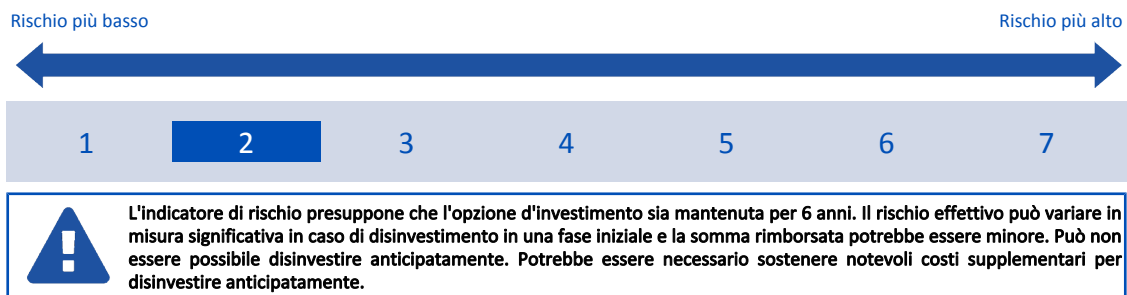 Rischio più basso Rischio più alto
1 2 3 4 5 6 7
L'indicatore di rischio presuppone che l'opzione d'investimento sia mantenuta per 6 anni. Il rischio effettivo può variare in
misura significativa in caso di disinvestimento in una fase iniziale e la somma rimborsata potrebbe essere minore. Può non
essere possibile disinvestire anticipatamente. Potrebbe essere necessario sostenere notevoli costi supplementari per
disinvestire anticipatamente.